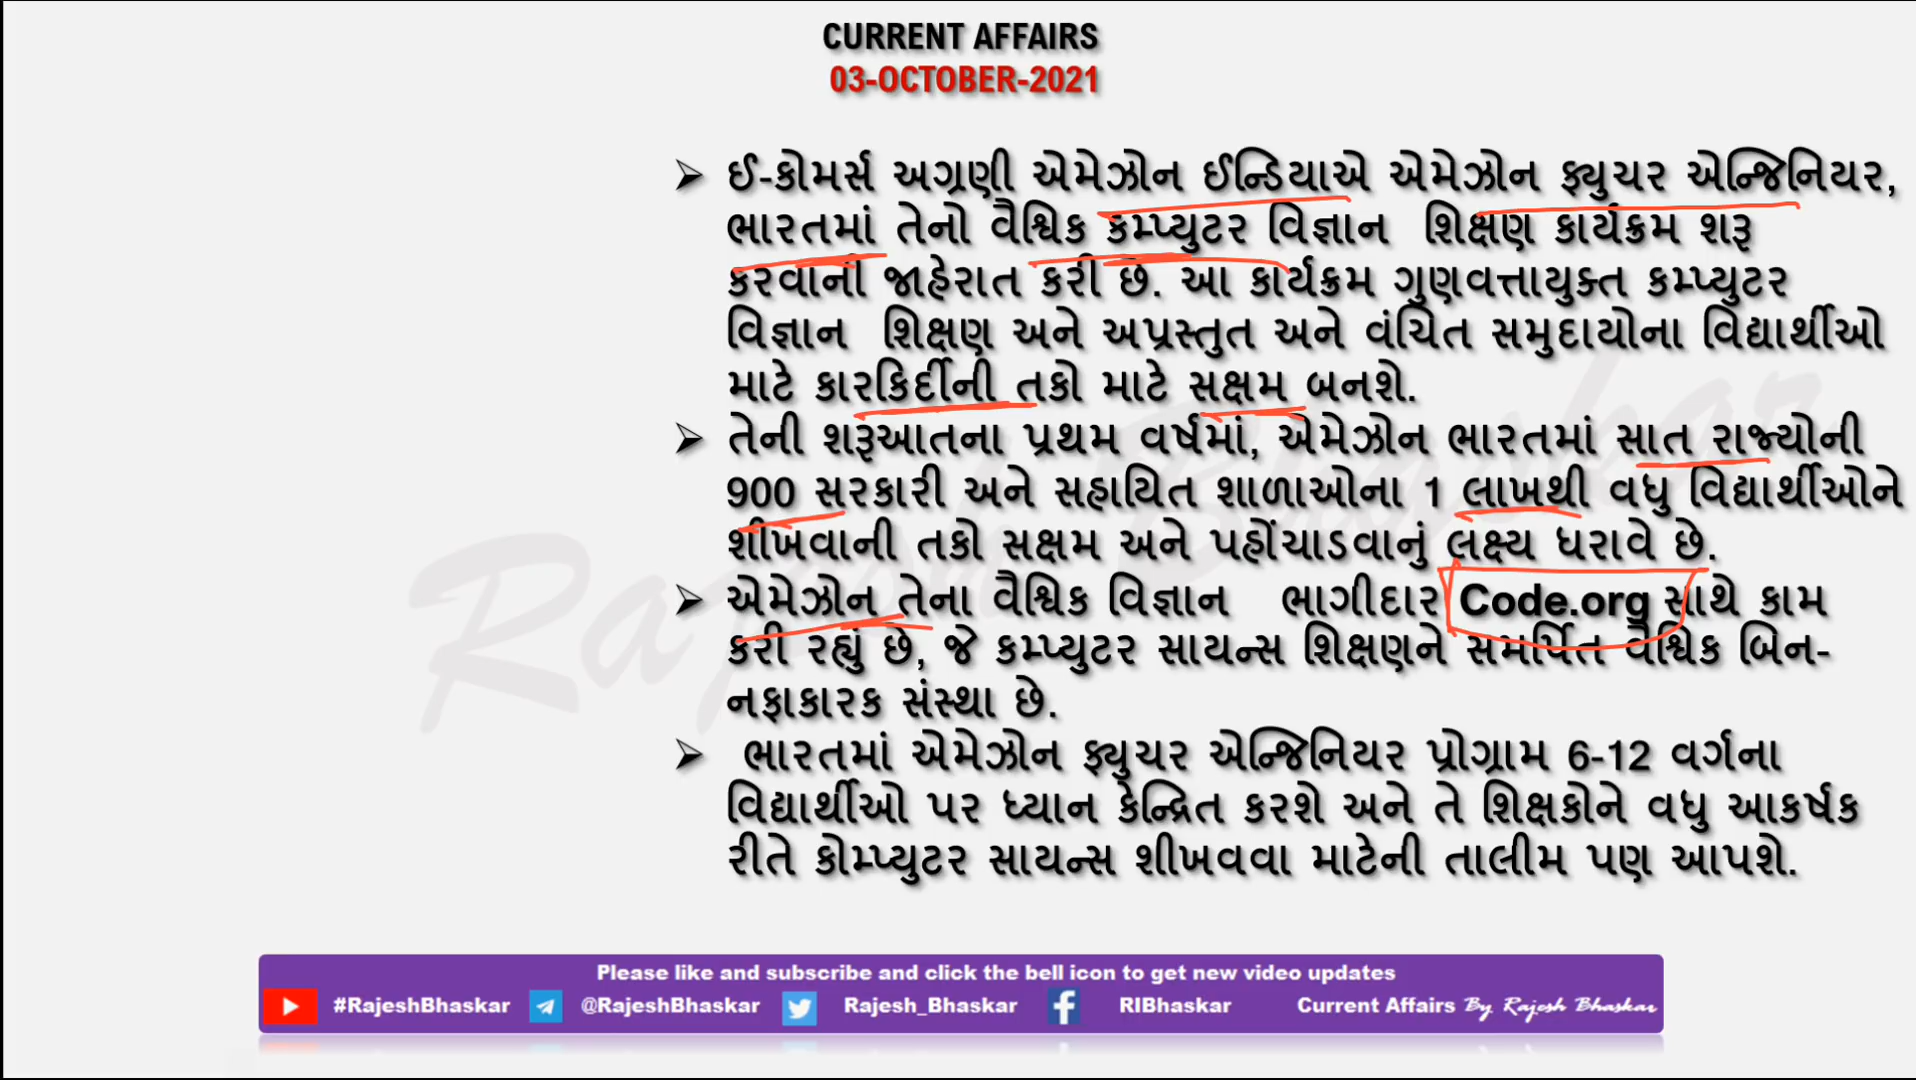 CURRENT AFFAIRS
03-OCTOBER-2021
➢ ઈ-કોમર્સ અગ્રણી એમેઝોન ઈન્ડિયાએ એમેઝોન ફ્યુચર એન્જિનિયર,
ભારતમાં તેનો વૈશ્વિક કમ્પ્યુટર વિજ્ઞાન શિક્ષણ કાર્યક્રમ શરૂ
કરવાની જાહેરાત કરી છે. આ કાર્યક્રમ ગુણવત્તાયુક્ત કમ્પ્યુટર
વિજ્ઞાન શિક્ષણ અને અપ્રસ્તુત અને વંચિત સમુદાયોના વિદ્યાર્થીઓ
માટે કારકિર્દીની તકો માટે સક્ષમ બનશે.
➢ તેની શરૂઆતના પ્રથમ વર્ષમાં, એમેઝોન ભારતમાં સાત રાજ્યોની
900 સરકારી અને સહાયિત શાળાઓના 1 લાખથી વધુ વિદ્યાર્થીઓને
શીખવાની તકો સક્ષમ અને પહોંચાડવાનું લક્ષ્ય ધરાવે છે.
➢ એમેઝોન તેના વૈશ્વિક વિજ્ઞાન ભાગીદાર Code.org સાથે કામ
કરી રહ્યું છે, જે કમ્પ્યુટર સાયન્સ શિક્ષણને સમર્પિત વૈશ્વિક બિન-
નફાકારક સંસ્થા છે.
➢ ભારતમાં એમેઝોન ફ્યુચર એન્જિનિયર પ્રોગ્રામ 6-12 વર્ગના
વિદ્યાર્થીઓ પર ધ્યાન કેન્દ્રિત કરશે અને તે શિક્ષકોને વધુ આકર્ષક
રીતે કોમ્પ્યુટર સાયન્સ શીખવવા માટેની તાલીમ પણ આપશે.
Rajesh Bhaskar
Please like and subscribe and click the bell icon to get new video updates
#RajeshBhaskar @RajeshBhaskar Rajesh_Bhaskar RIBhaskar Current Affairs By Rajesh Bhaskar